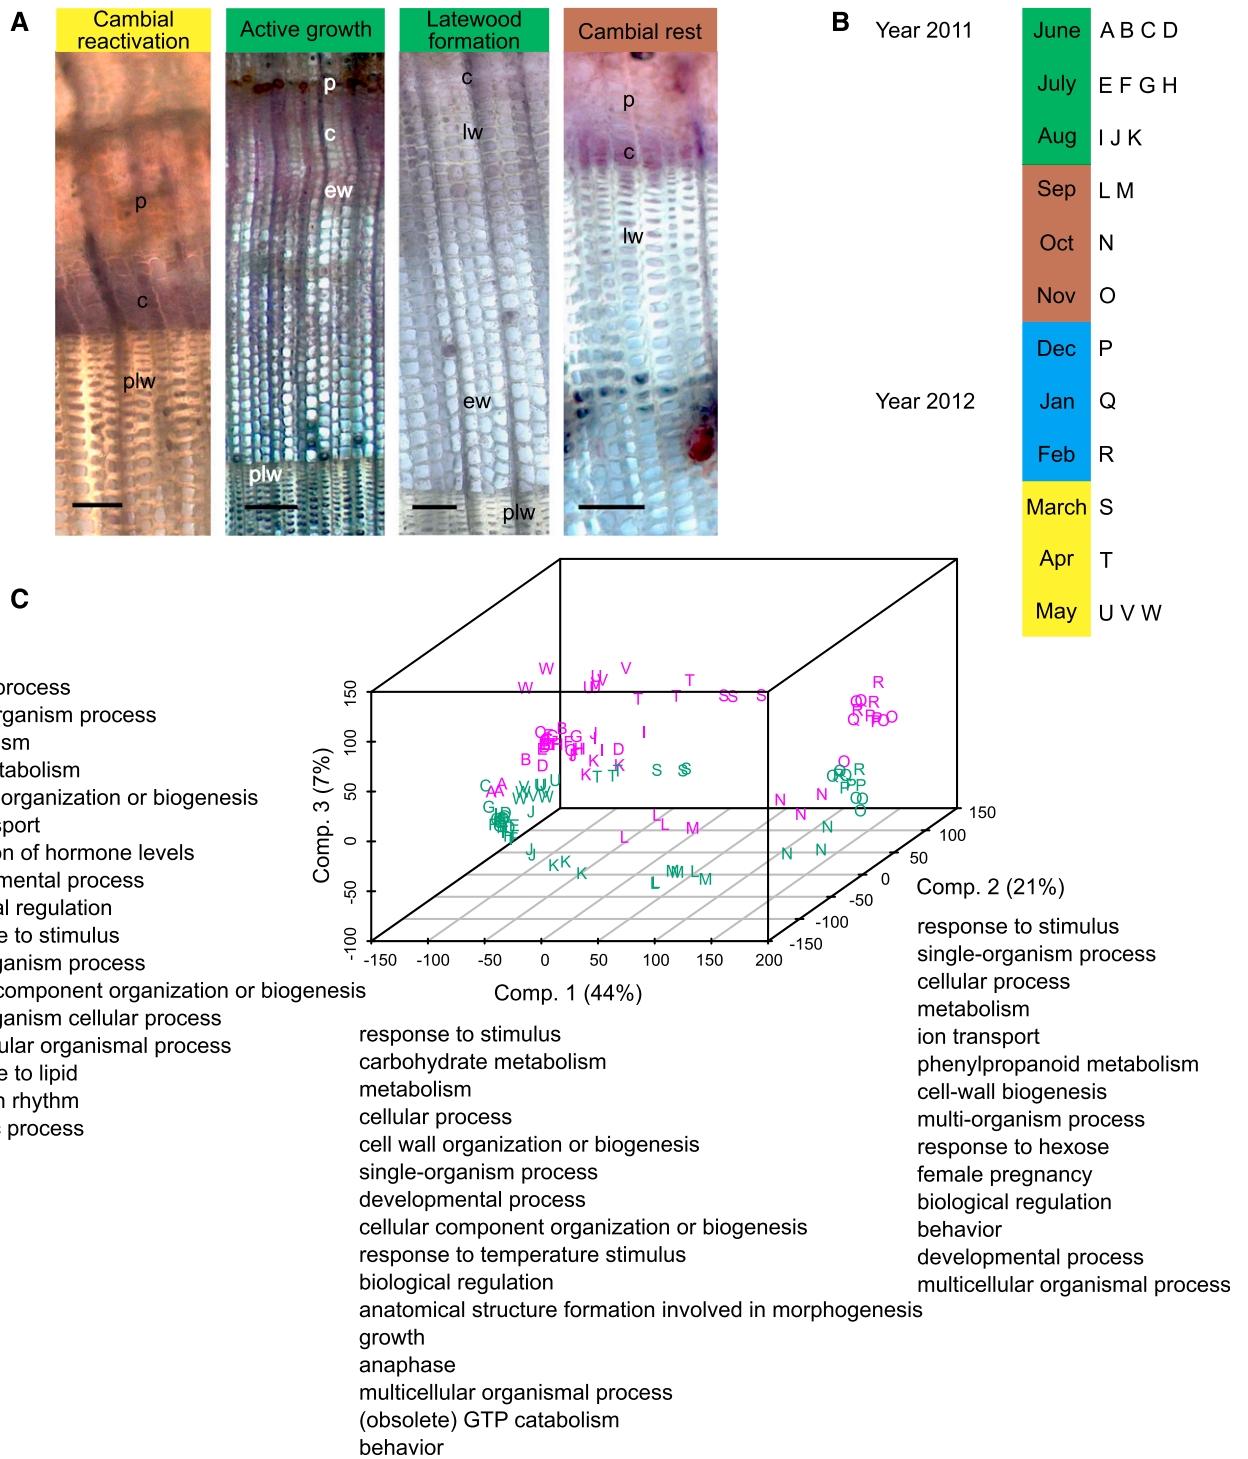 A
Cambial
reactivation
Active growth
Latewood
formation
Cambial rest
p
c
plw
p
c
ew
plw
c
lw
ew
plw
p
c
lw
B
Year 2011
June A B C D
July E F G H
Aug I J K
Sep L M
Oct N
Nov O
Dec P
Year 2012
Jan Q
Feb R
March S
Apr T
May U V W
C
process
rganism process
ism
tabolism
organization or biogenesis
sport
on of hormone levels
mental process
al regulation
e to stimulus
ganism process
component organization or biogenesis
ganism cellular process
ular organismal process
e to lipid
n rhythm
process
Comp. 3 (7%)
150
100
50
0
-50
-100
-150 -100 -50 0 50 100 150 200
Comp. 1 (44%)
150
100
50
0
-50
-100
-150
Comp. 2 (21%)
response to stimulus
carbohydrate metabolism
metabolism
cellular process
cell wall organization or biogenesis
single-organism process
developmental process
cellular component organization or biogenesis
response to temperature stimulus
biological regulation
anatomical structure formation involved in morphogenesis
growth
anaphase
multicellular organismal process
(obsolete) GTP catabolism
behavior
response to stimulus
single-organism process
cellular process
metabolism
ion transport
phenylpropanoid metabolism
cell-wall biogenesis
multi-organism process
response to hexose
female pregnancy
biological regulation
behavior
developmental process
multicellular organismal process